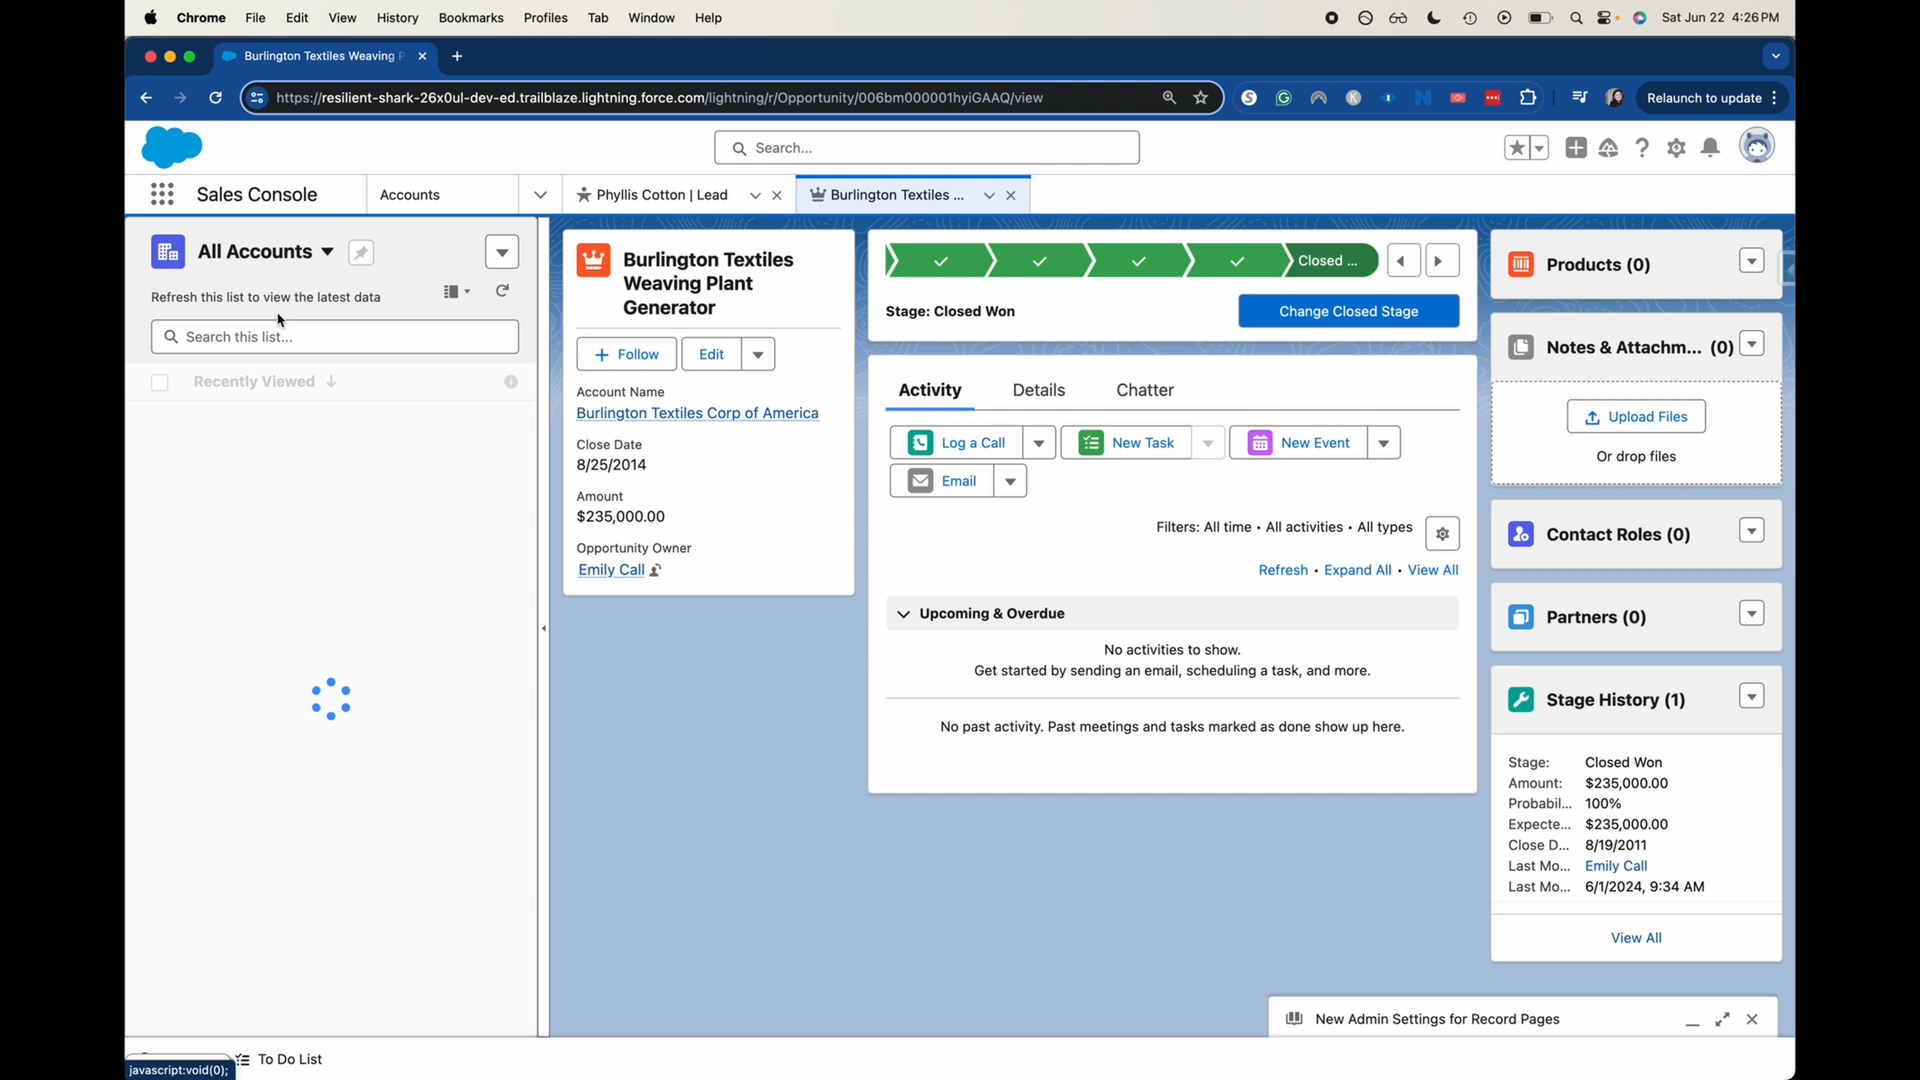 Chrome File Edit View History Bookmarks Profiles Tab Window Help Sat Jun 22 4:26 PM
Burlington Textiles Weaving P
https://resilient-shark-26x0ul-dev-ed.trailblaze.lightning.force.com/lightning/r/Opportunity/006bm000001hyiGAAQ/view Relaunch to update
Search...
Sales Console Accounts Phyllis Cotton | Lead Burlington Textiles ...
All Accounts
Refresh this list to view the latest data
Search this list...
Recently Viewed
Burlington Textiles
Weaving Plant
Generator
Follow Edit
Account Name
Burlington Textiles Corp of America
Close Date
8/25/2014
Amount
$235,000.00
Opportunity Owner
Emily Call
Closed ...
Stage: Closed Won Change Closed Stage
Activity Details Chatter
Log a Call New Task New Event
Email
Filters: All time • All activities • All types
Refresh • Expand All • View All
Upcoming & Overdue
No activities to show.
Get started by sending an email, scheduling a task, and more.
No past activity. Past meetings and tasks marked as done show up here.
Products (0)
Notes & Attachm... (0)
Upload Files
Or drop files
Contact Roles (0)
Partners (0)
Stage History (1)
Stage: Closed Won
Amount: $235,000.00
Probabil... 100%
Expecte... $235,000.00
Close D... 8/19/2011
Last Mo... Emily Call
Last Mo... 6/1/2024, 9:34 AM
View All
New Admin Settings for Record Pages
To Do List
javascript:void(0);